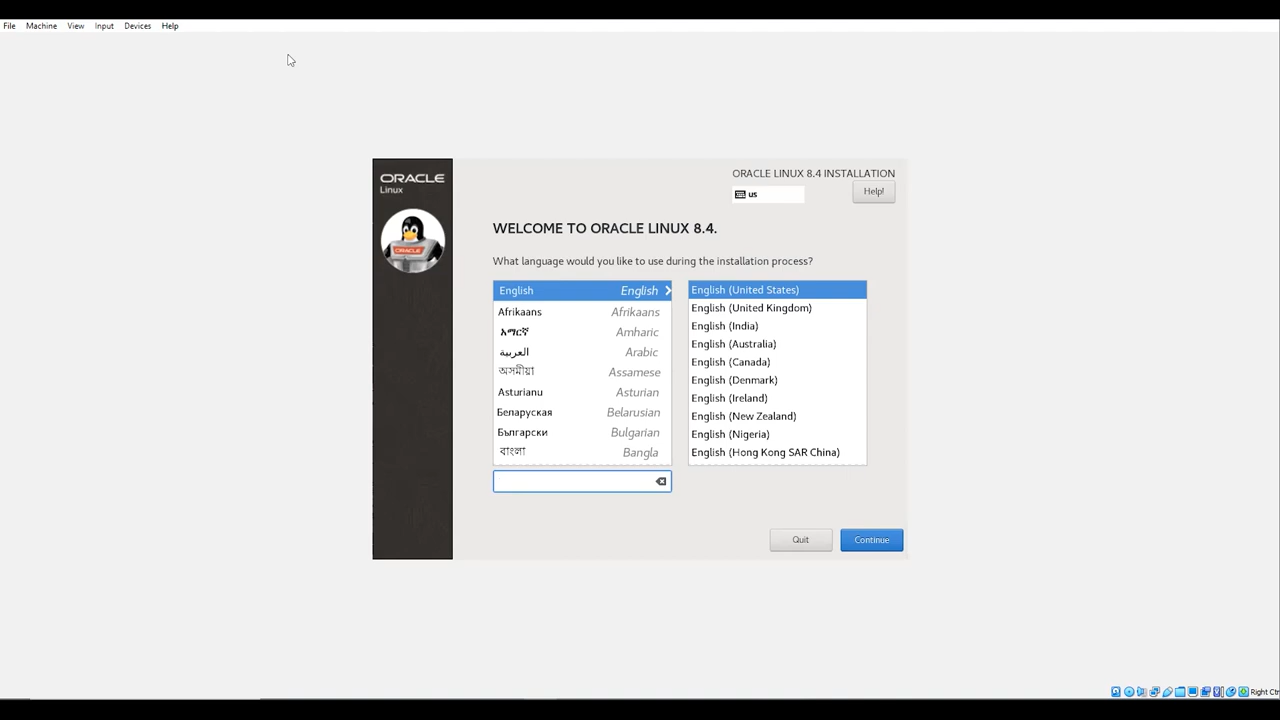 File Machine View Input Devices Help
ORACLE
Linux
ORACLE
ORACLE LINUX 8.4 INSTALLATION
us
Help!
WELCOME TO ORACLE LINUX 8.4.
What language would you like to use during the installation process?
English English
Afrikaans Afrikaans
አማርኛ Amharic
العربية Arabic
অসমীয়া Assamese
Asturianu Asturian
Беларуская Belarusian
Български Bulgarian
বাংলা Bangla
English (United States)
English (United Kingdom)
English (India)
English (Australia)
English (Canada)
English (Denmark)
English (Ireland)
English (New Zealand)
English (Nigeria)
English (Hong Kong SAR China)
Quit Continue
Right Ctr